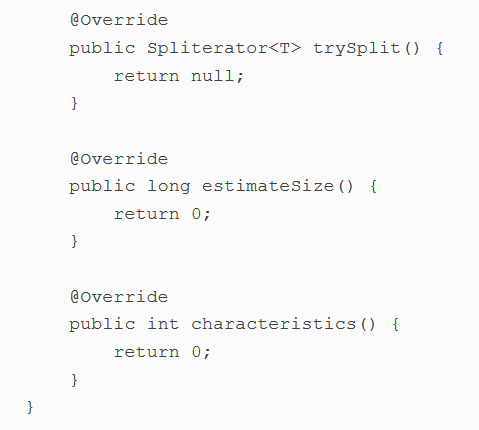 @Override
public Spliterator<T> trySplit() {
return null;
}
@Override
public long estimateSize() {
return 0;
}
@Override
public int characteristics() {
return 0;
}
}